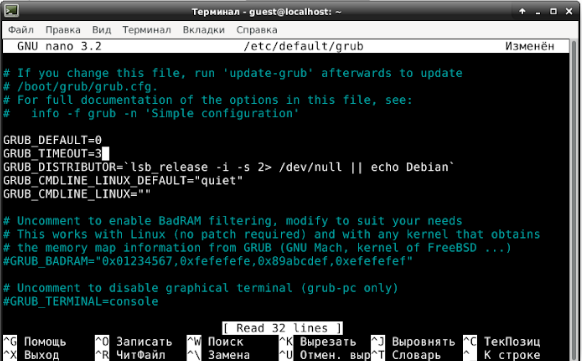 Терминал - guest@localhost: ~
Файл Правка Вид Терминал Вкладки Справка
GNU nano 3.2 /etc/default/grub Изменён
# If you change this file, run 'update-grub' afterwards to update
# /boot/grub/grub.cfg.
# For full documentation of the options in this file, see:
#   info -f grub -n 'Simple configuration'
GRUB_DEFAULT=0
GRUB_TIMEOUT=3
GRUB_DISTRIBUTOR=`lsb_release -i -s 2> /dev/null || echo Debian`
GRUB_CMDLINE_LINUX_DEFAULT="quiet"
GRUB_CMDLINE_LINUX=""
# Uncomment to enable BadRAM filtering, modify to suit your needs
# This works with Linux (no patch required) and with any kernel that obtains
# the memory map information from GRUB (GNU Mach, kernel of FreeBSD ...)
#GRUB_BADRAM="0x01234567,0xfefefefe,0x89abcdef,0xefefefef"
# Uncomment to disable graphical terminal (grub-pc only)
#GRUB_TERMINAL=console
[ Read 32 lines ]
^G Помощь ^O Записать ^W Поиск ^K Вырезать ^J Выровнять ^C ТекПозиц
^X Выход ^R ЧитФайл ^\ Замена ^U Отмен. выр^T Словарь ^_ К строке